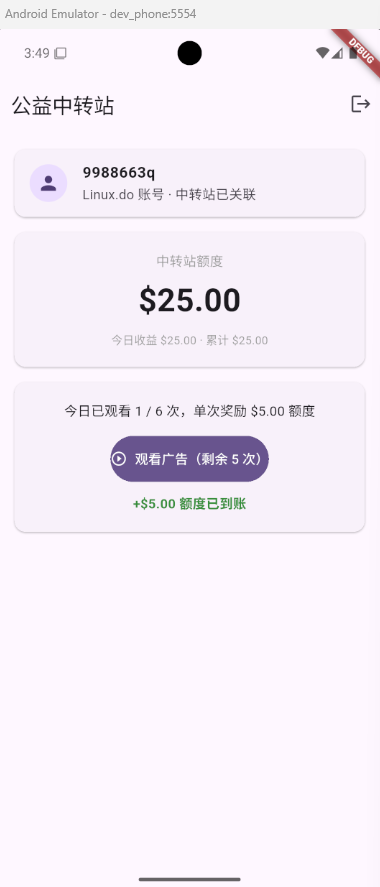 Android Emulator - dev_phone:5554
3:49
DEBUG
公益中转站
9988663q
Linux.do 账号 · 中转站已关联
中转站额度
$25.00
今日收益 $25.00 · 累计 $25.00
今日已观看 1 / 6 次，单次奖励 $5.00 额度
观看广告（剩余 5 次）
+$5.00 额度已到账